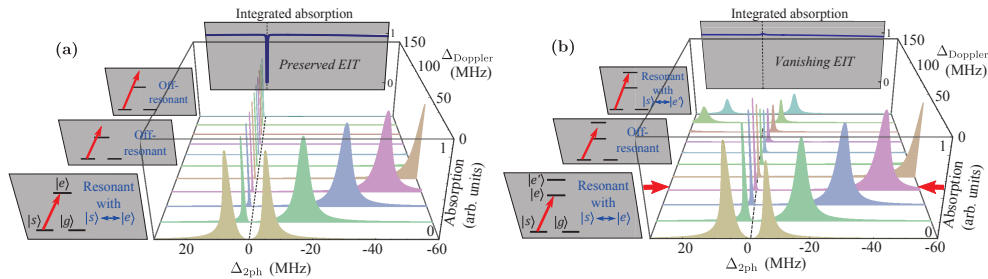 (a)
Integrated absorption
Preserved EIT
1
0
150
100
50
0
Δ_Doppler
(MHz)
Off-
resonant
Off-
resonant
|e⟩
|s⟩ |g⟩
Resonant
with
|s⟩↔|e⟩
1
0
Absorption
(arb. units)
20 0 -20 -40 -60
Δ_2ph (MHz)
(b)
Integrated absorption
Vanishing EIT
1
0
150
100
50
0
Δ_Doppler
(MHz)
Resonant
with
|s⟩↔|e'⟩
Off-
resonant
|e'⟩
|e⟩
|s⟩ |g⟩
Resonant
with
|s⟩↔|e⟩
1
0
Absorption
(arb. units)
20 0 -20 -40 -60
Δ_2ph (MHz)